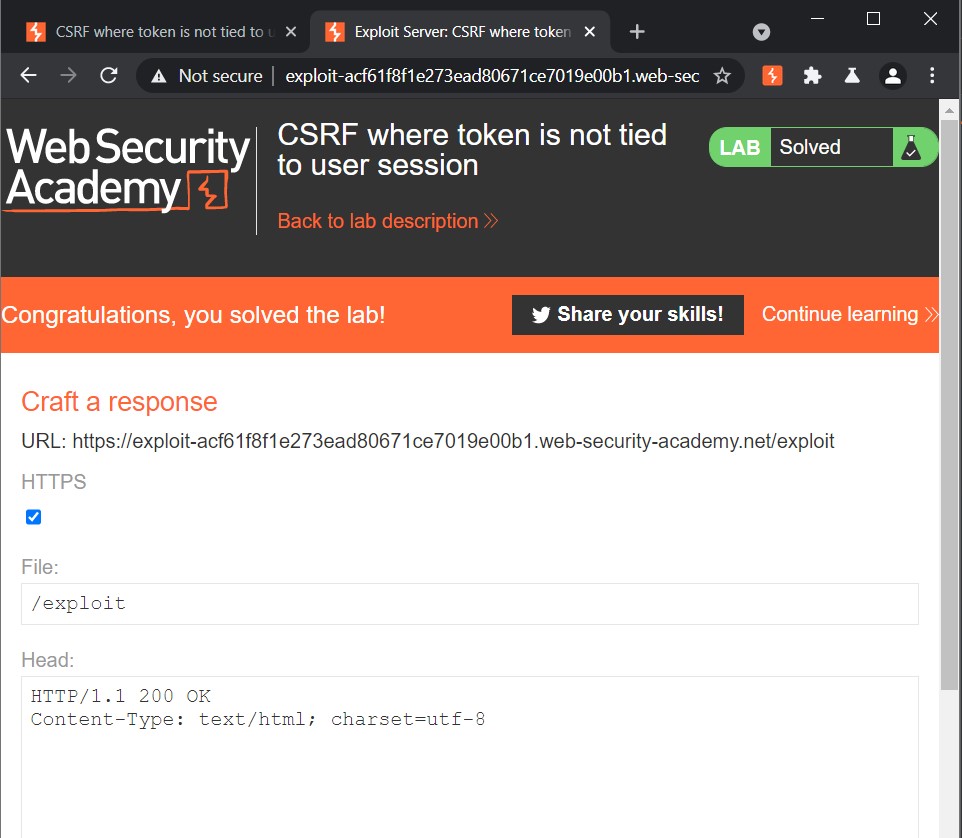 CSRF where token is not tied to u
Exploit Server: CSRF where token
Not secure
exploit-acf61f8f1e273ead80671ce7019e00b1.web-sec
Web Security
Academy
CSRF where token is not tied
to user session
Back to lab description
LAB Solved
Congratulations, you solved the lab!
Share your skills!
Continue learning
Craft a response
URL: https://exploit-acf61f8f1e273ead80671ce7019e00b1.web-security-academy.net/exploit
HTTPS
File:
/exploit
Head:
HTTP/1.1 200 OK
Content-Type: text/html; charset=utf-8